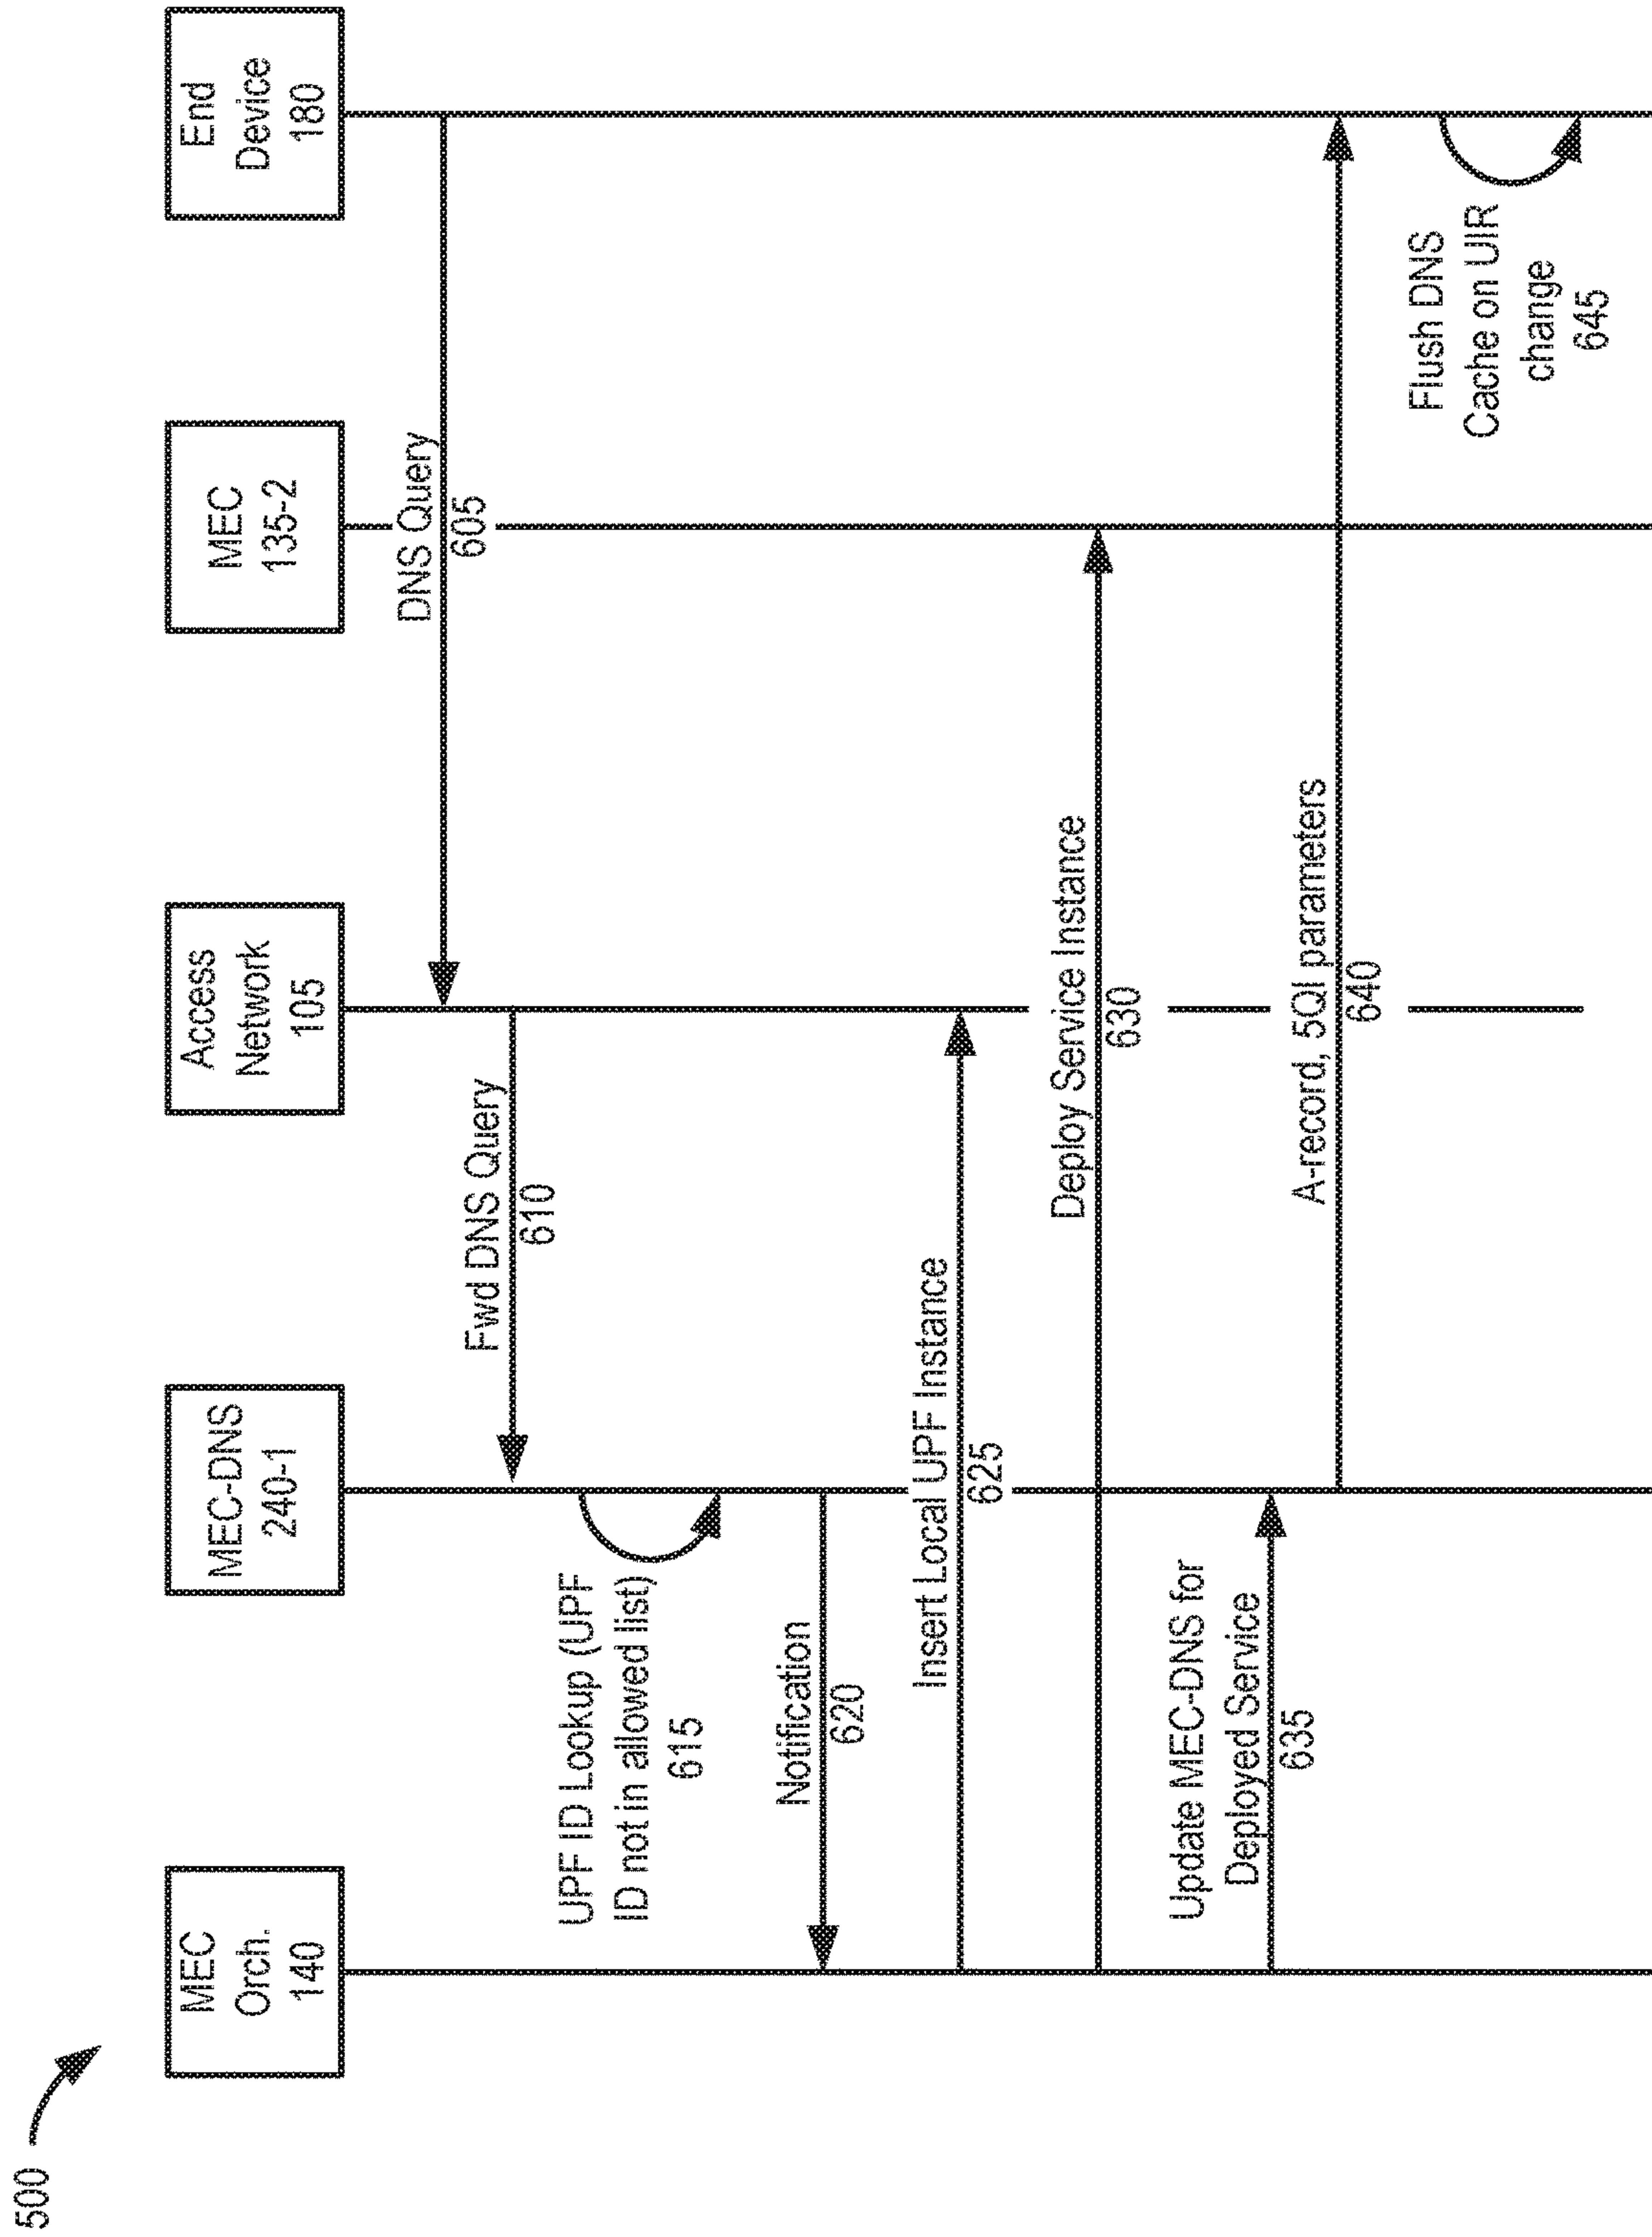 500
MEC
Orch.
140
MEC-DNS
240-1
Access
Network
105
MEC
135-2
End
Device
180
DNS Query
605
Fwd DNS Query
610
UPF ID Lookup (UPF
ID not in allowed list)
615
Notification
620
Insert Local UPF Instance
625
Deploy Service Instance
630
Update MEC-DNS for
Deployed Service
635
A-record, 5QI parameters
640
Flush DNS
Cache on UIR
change
645